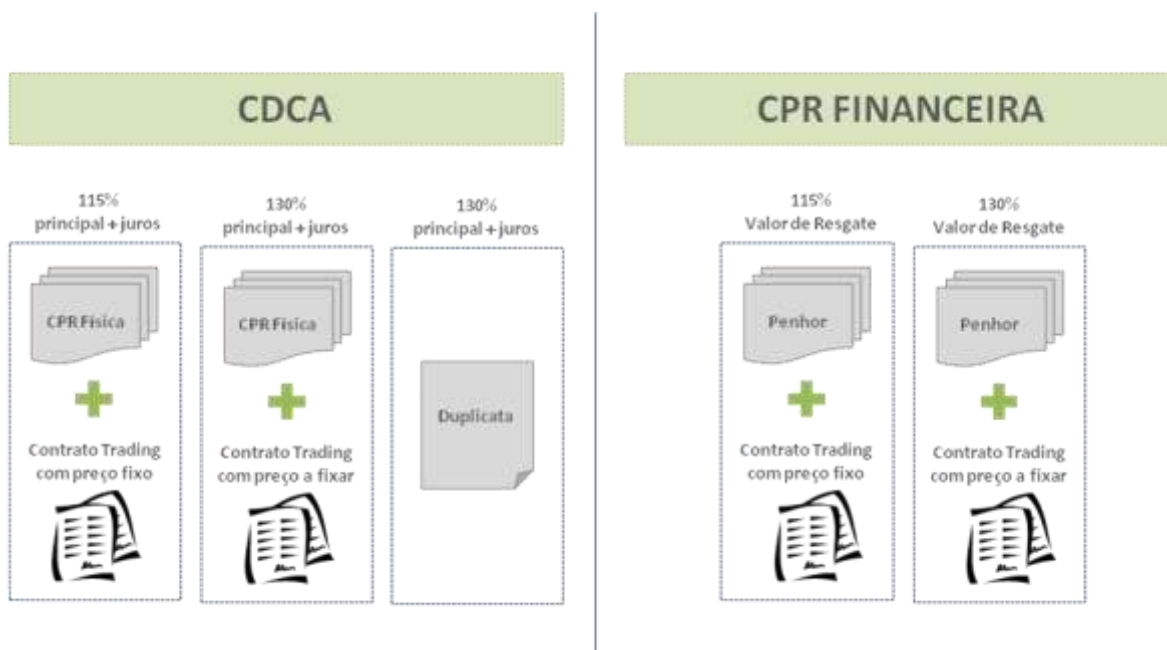 CDCA
115%
principal + juros
CPR Física
Contrato Trading
com preço fixo
130%
principal + juros
CPR Física
Contrato Trading
com preço a fixar
130%
principal + juros
Duplicata
CPR FINANCEIRA
115%
Valor de Resgate
Penhor
Contrato Trading
com preço fixo
130%
Valor de Resgate
Penhor
Contrato Trading
com preço a fixar